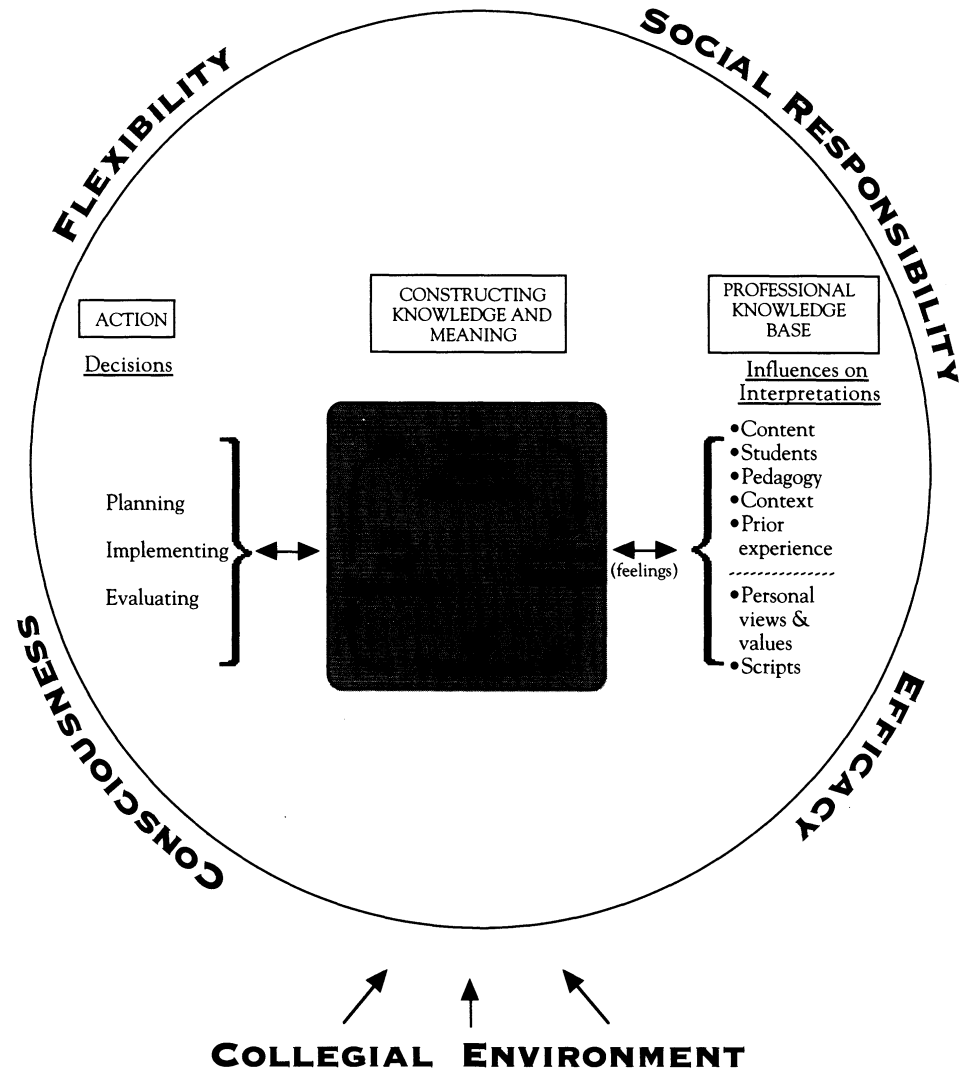 FLEXIBILITY
SOCIAL RESPONSIBILITY
ACTION
Decisions
Planning
Implementing
Evaluating
CONSTRUCTING
KNOWLEDGE AND
MEANING
(feelings)
PROFESSIONAL
KNOWLEDGE
BASE
Influences on
Interpretations
•Content
•Students
•Pedagogy
•Context
•Prior
experience
•Personal
views &
values
•Scripts
CONSCIOUSNESS
EFFICACY
COLLEGIAL ENVIRONMENT